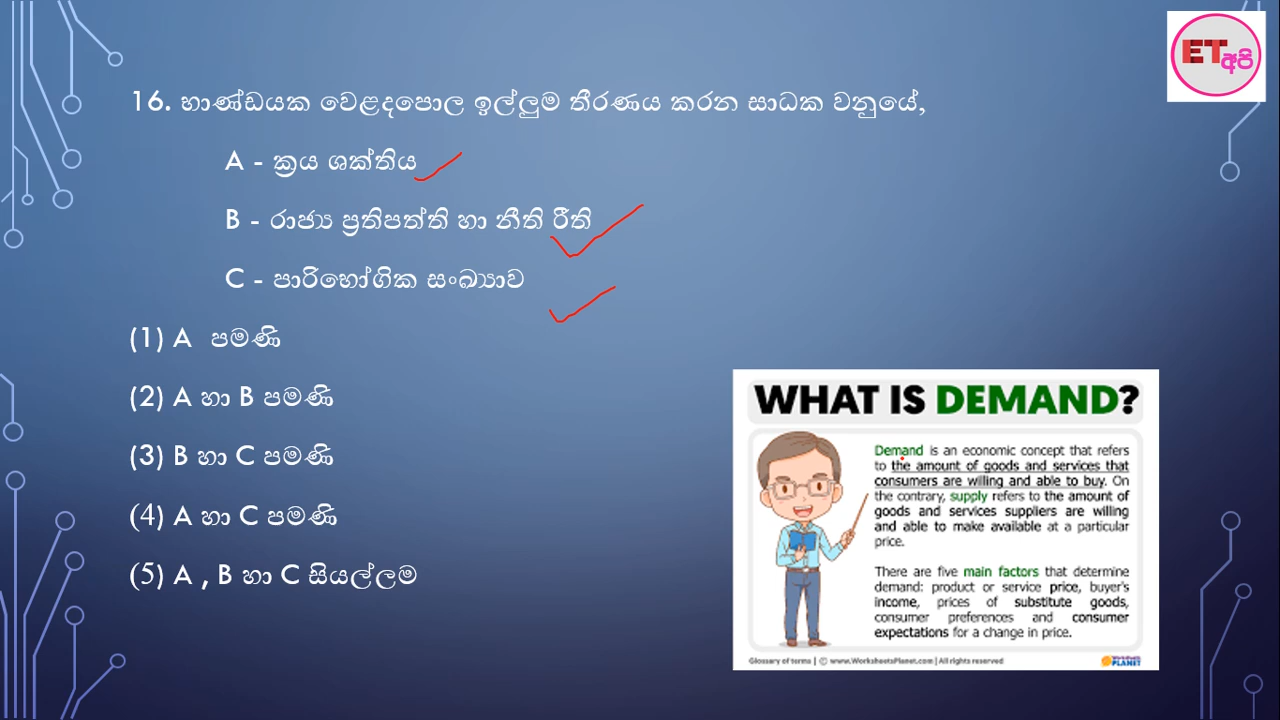 ET අපි
16. භාණ්ඩයක වෙළදපොල ඉල්ලුම තීරණය කරන සාධක වනුයේ,
A - ක්‍රය ශක්තිය
B - රාජ්‍ය ප්‍රතිපත්ති හා නීති රීති
C - පාරිභෝගික සංඛ්‍යාව
(1) A පමණි
(2) A හා B පමණි
(3) B හා C පමණි
(4) A හා C පමණි
(5) A , B හා C සියල්ලම
WHAT IS DEMAND?
Demand is an economic concept that refers
to the amount of goods and services that
consumers are willing and able to buy. On
the contrary, supply refers to the amount of
goods and services suppliers are willing
and able to make available at a particular
price.
There are five main factors that determine
demand: product or service price, buyer's
income, prices of substitute goods,
consumer preferences and consumer
expectations for a change in price.
Glossary of terms | © www.WorksheetsPlanet.com | All rights reserved
Worksheets
PLANET